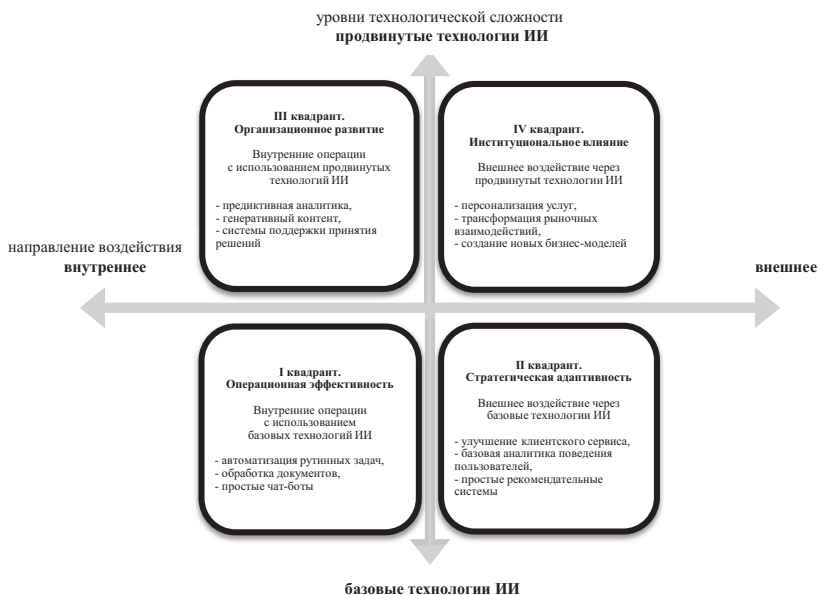 уровни технологической сложности
продвинутые технологии ИИ
III квадрант.
Организационное развитие
Внутренние операции
с использованием продвинутых
технологий ИИ
- предиктивная аналитика,
- генеративный контент,
- системы поддержки принятия
решений
IV квадрант.
Институциональное влияние
Внешнее воздействие через
продвинутыt технологии ИИ
- персонализация услуг,
- трансформация рыночных
взаимодействий,
- создание новых бизнес-моделей
направление воздействия
внутреннее
внешнее
I квадрант.
Операционная эффективность
Внутренние операции
с использованием
базовых технологий ИИ
- автоматизация рутинных задач,
- обработка документов,
- простые чат-боты
II квадрант.
Стратегическая адаптивность
Внешнее воздействие через
базовые технологии ИИ
- улучшение клиентского сервиса,
- базовая аналитика поведения
пользователей,
- простые рекомендательные
системы
базовые технологии ИИ